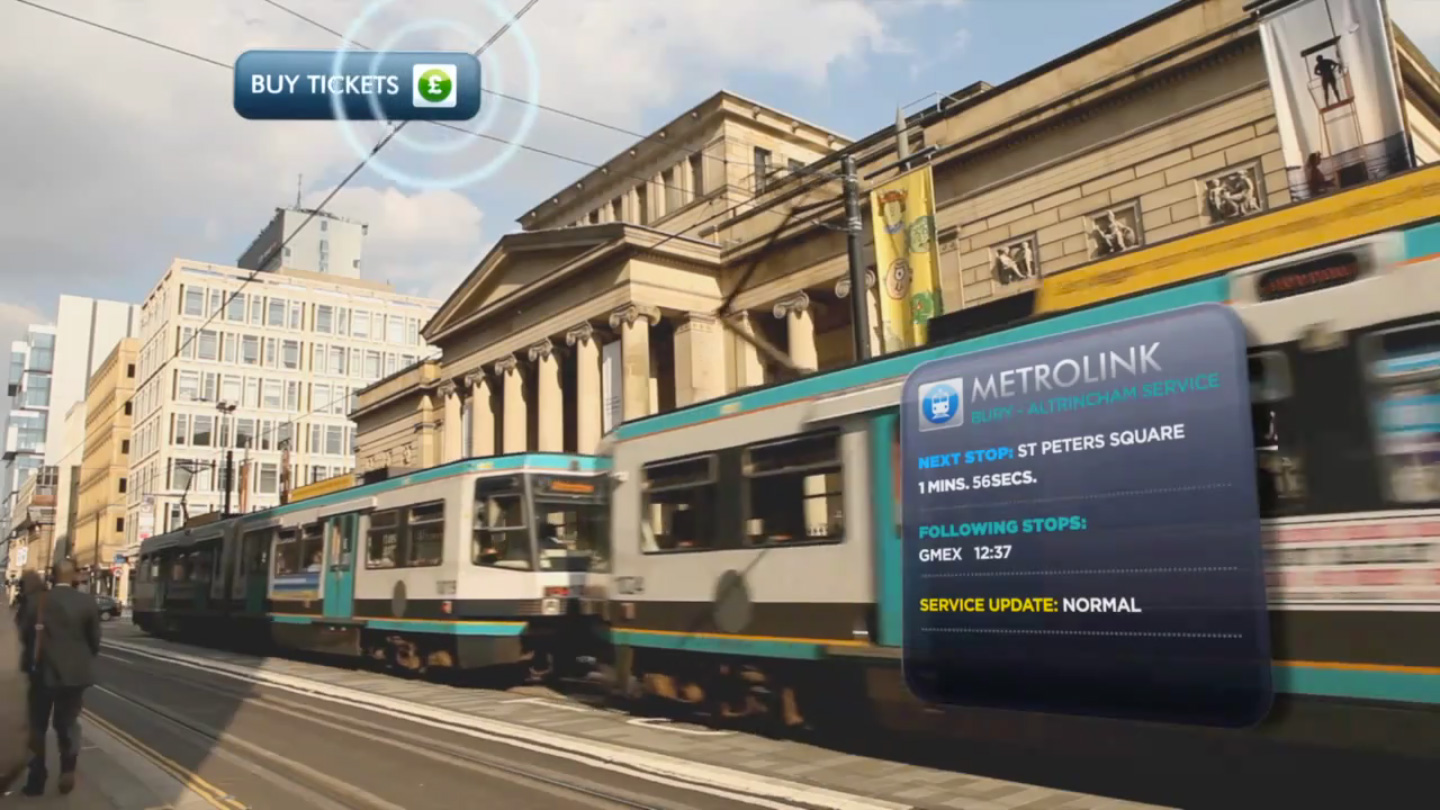 BUY TICKETS £
METROLINK
BURY - ALTRINCHAM SERVICE
NEXT STOP: ST PETERS SQUARE
1 MINS. 56SECS.
FOLLOWING STOPS:
GMEX 12:37
SERVICE UPDATE: NORMAL